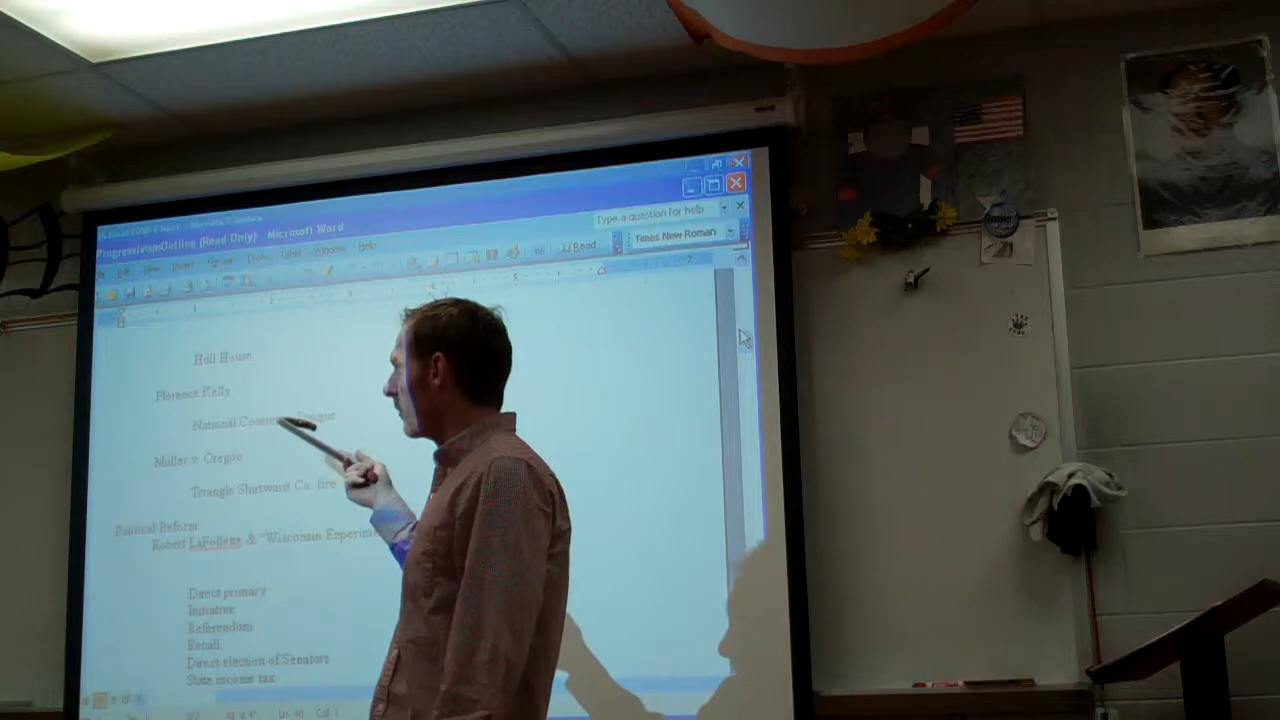 ProgressivismOutline (Read-Only) - Microsoft Word
Type a question for help
Window Help
Read Times New Roman
Hull House
Florence Kelly
National League
Muller v. Oregon
Triangle Shirtwaist Co. fire
Political Reform
Robert LaFollette & "Wisconsin
Direct primary
Initiative
Referendum
Recall
Direct election of Senators
State income tax